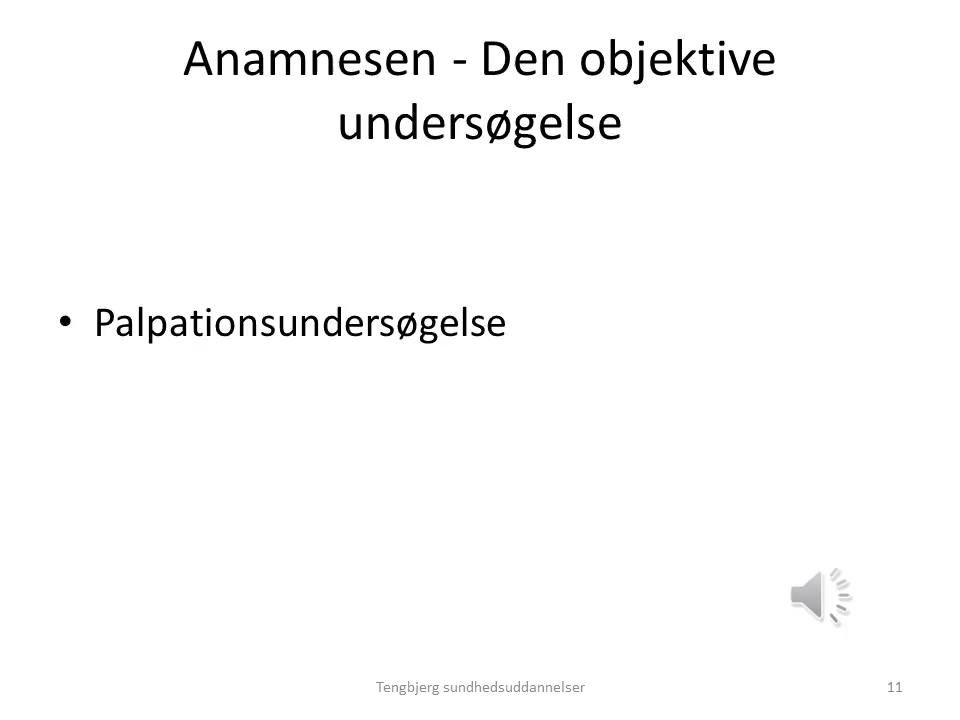 Anamnesen - Den objektive
undersøgelse
• Palpationsundersøgelse
Tengbjerg sundhedsuddannelser
11